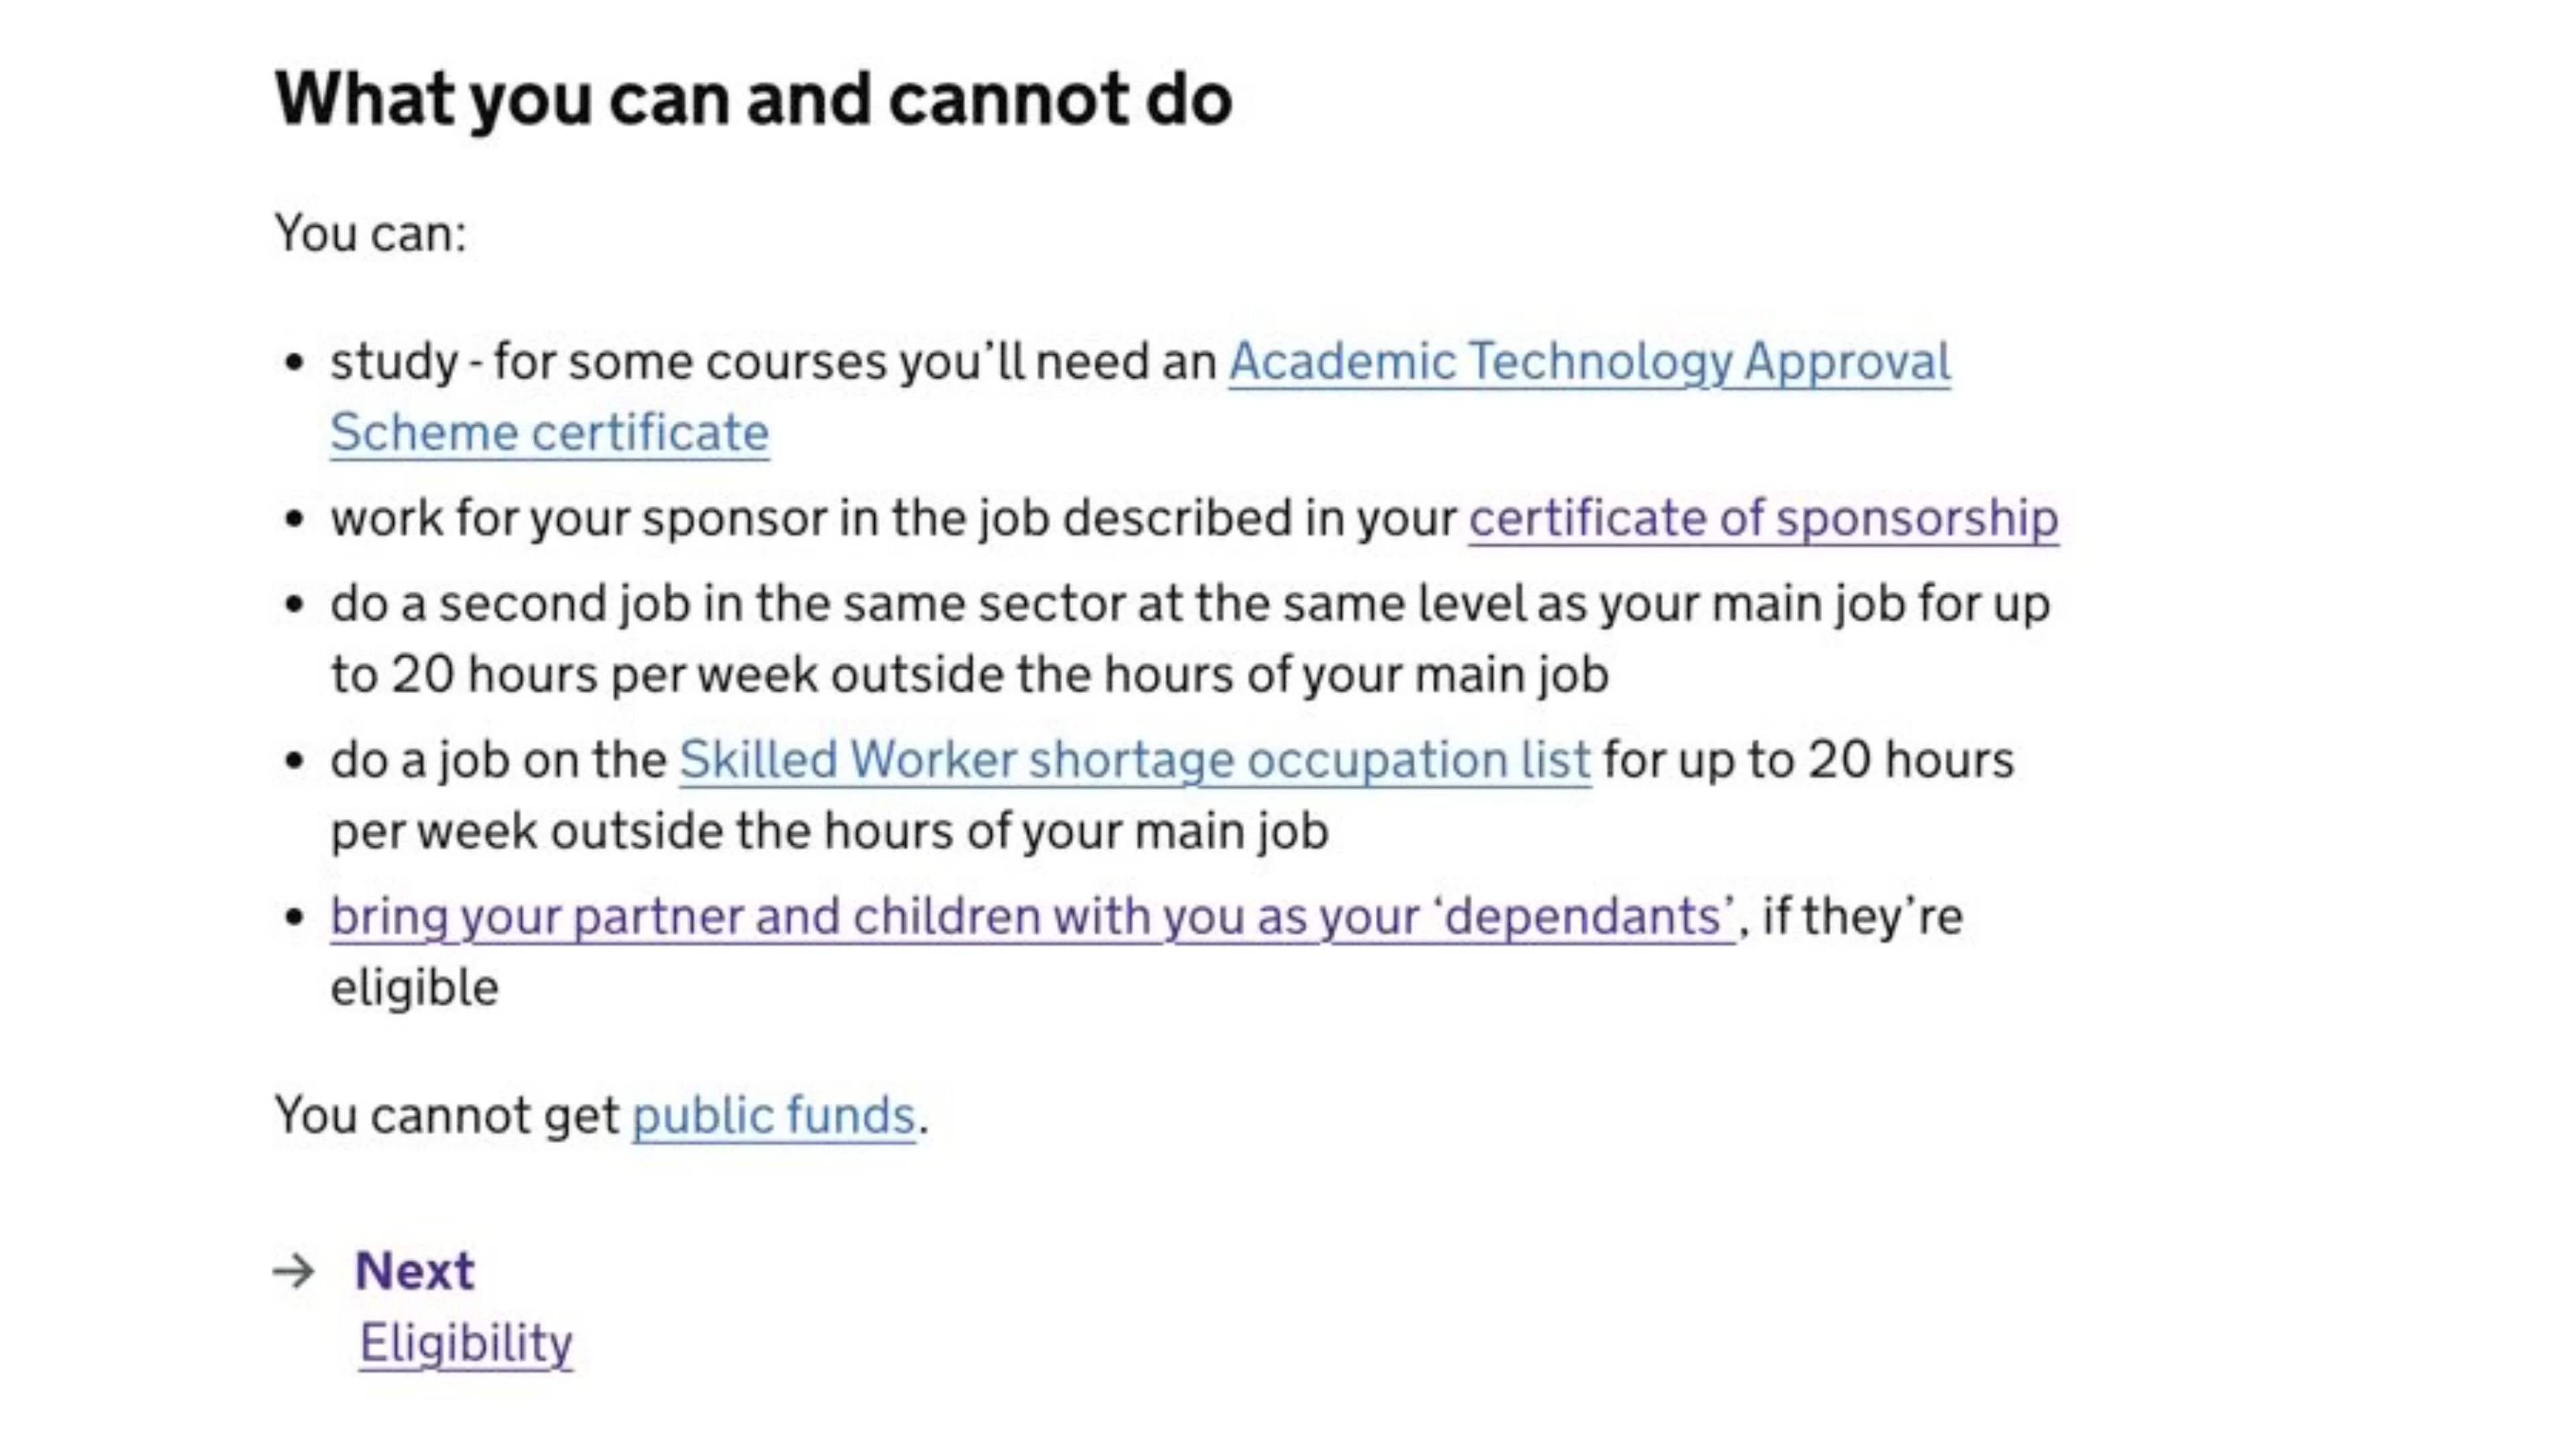 What you can and cannot do
You can:
• study - for some courses you’ll need an Academic Technology Approval
Scheme certificate
• work for your sponsor in the job described in your certificate of sponsorship
• do a second job in the same sector at the same level as your main job for up
to 20 hours per week outside the hours of your main job
• do a job on the Skilled Worker shortage occupation list for up to 20 hours
per week outside the hours of your main job
• bring your partner and children with you as your ‘dependants’, if they’re
eligible
You cannot get public funds.
→ Next
Eligibility